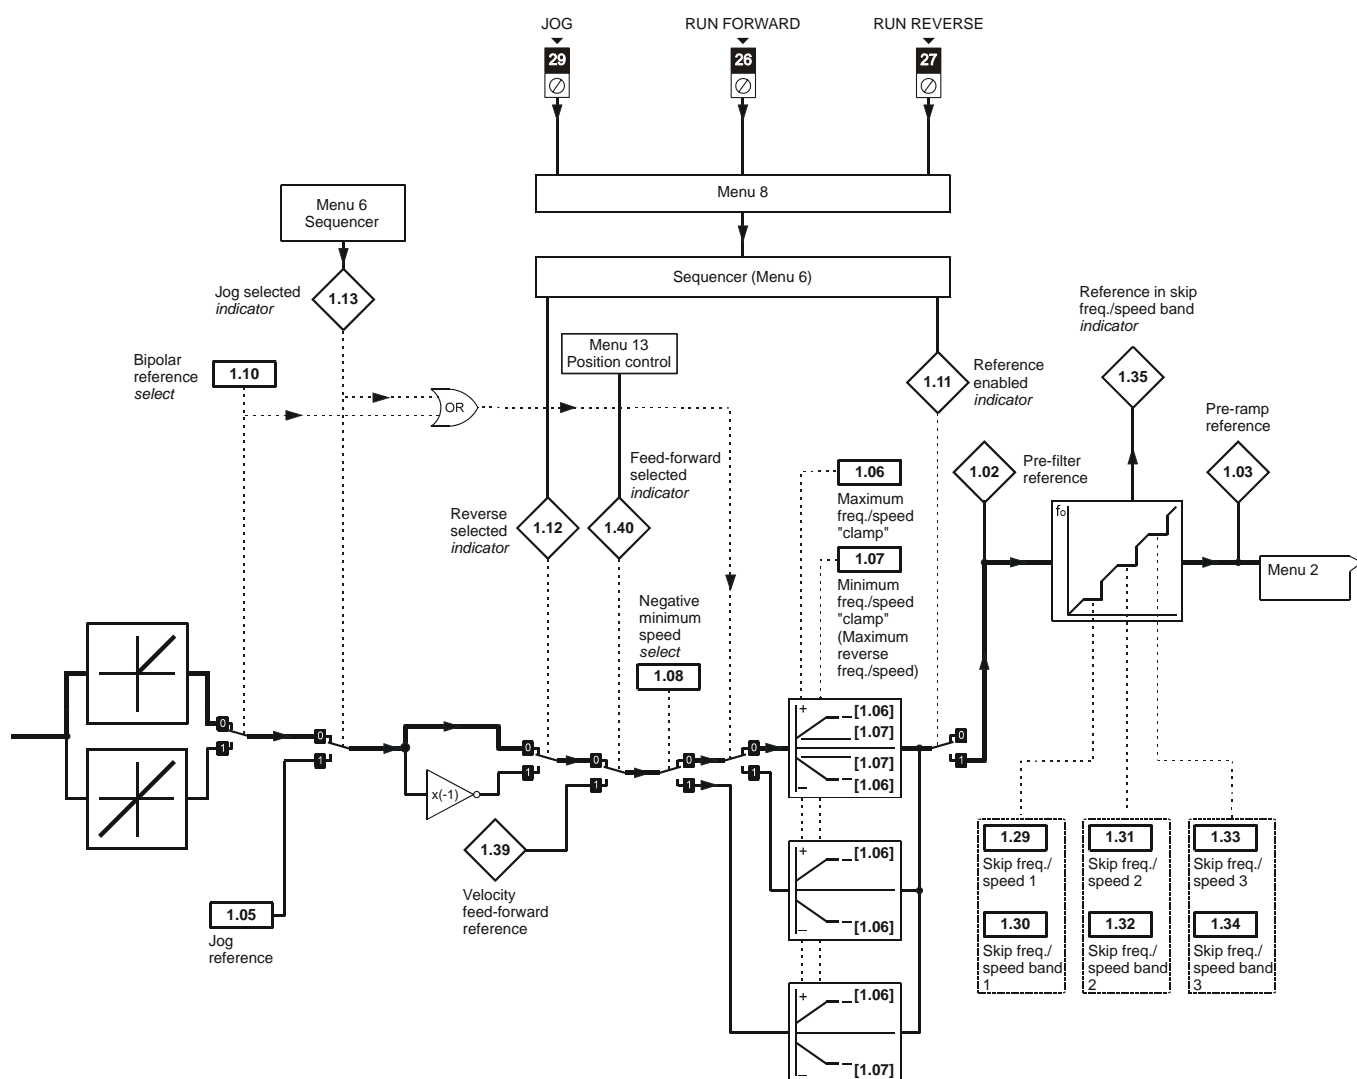 JOG
RUN FORWARD
RUN REVERSE
29
26
27
Menu 8
Menu 6
Sequencer
Sequencer (Menu 6)
Jog selected
indicator
1.13
Menu 13
Position control
Reference in skip
freq./speed band
indicator
1.35
Bipolar
reference
select
1.10
OR
1.11
Reference
enabled
indicator
Pre-ramp
reference
1.03
1.02
Pre-filter
reference
Feed-forward
selected
indicator
Reverse
selected
indicator
1.12
1.40
1.06
Maximum
freq./speed
"clamp"
1.07
Minimum
freq./speed
"clamp"
(Maximum
reverse
freq./speed)
fo
Menu 2
Negative
minimum
speed
select
1.08
0
1
0
1
x(-1)
0
1
0
1
0
1
0
1
+
[1.06]
[1.07]
[1.07]
[1.06]
_
0
1
1.39
Velocity
feed-forward
reference
1.05
Jog
reference
+
[1.06]
[1.06]
_
+
[1.06]
[1.07]
_
1.29
Skip freq./
speed 1
1.30
Skip freq./
speed band
1
1.31
Skip freq./
speed 2
1.32
Skip freq./
speed band
2
1.33
Skip freq./
speed 3
1.34
Skip freq./
speed band
3